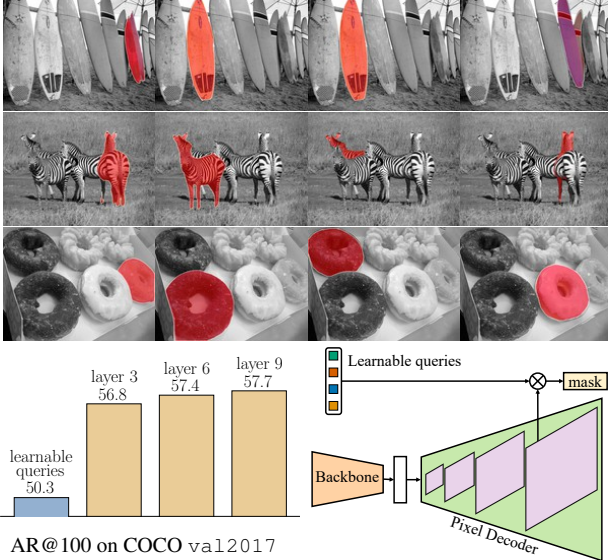 layer 3
56.8
layer 6
57.4
layer 9
57.7
learnable
queries
50.3
AR@100 on COCO val2017
Learnable queries
mask
Backbone
Pixel Decoder